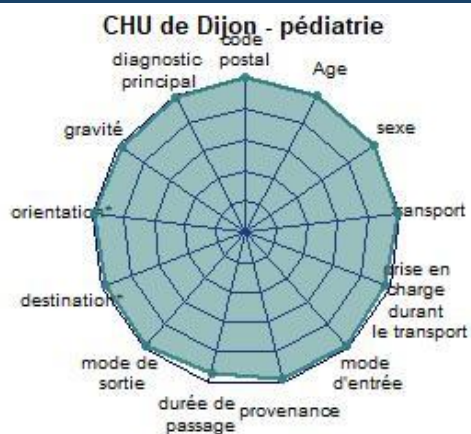 CHU de Dijon - pédiatrie
code
postal
Age
sexe
transport
prise en
charge
durant
le transport
mode
d'entrée
provenance
durée de
passage
mode de
sortie
destination*
orientation*
gravité
diagnostic
principal